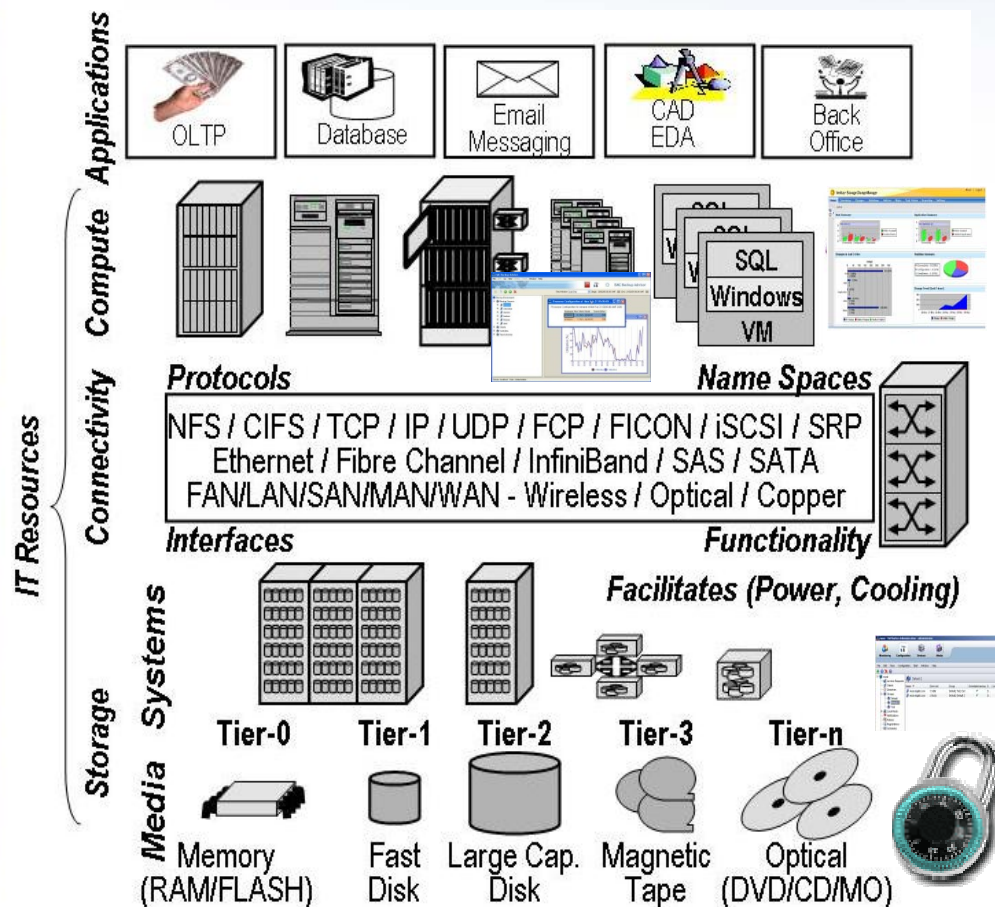 Applications
OLTP
Database
Email
Messaging
CAD
EDA
Back
Office
IT Resources
Compute
SQL
Windows
VM
Connectivity
Protocols
Name Spaces
NFS / CIFS / TCP / IP / UDP / FCP / FICON / iSCSI / SRP
Ethernet / Fibre Channel / InfiniBand / SAS / SATA
FAN/LAN/SAN/MAN/WAN - Wireless / Optical / Copper
Interfaces
Functionality
Facilitates (Power, Cooling)
Storage
Systems
Tier-0
Tier-1
Tier-2
Tier-3
Tier-n
Media
Memory
(RAM/FLASH)
Fast
Disk
Large Cap.
Disk
Magnetic
Tape
Optical
(DVD/CD/MO)